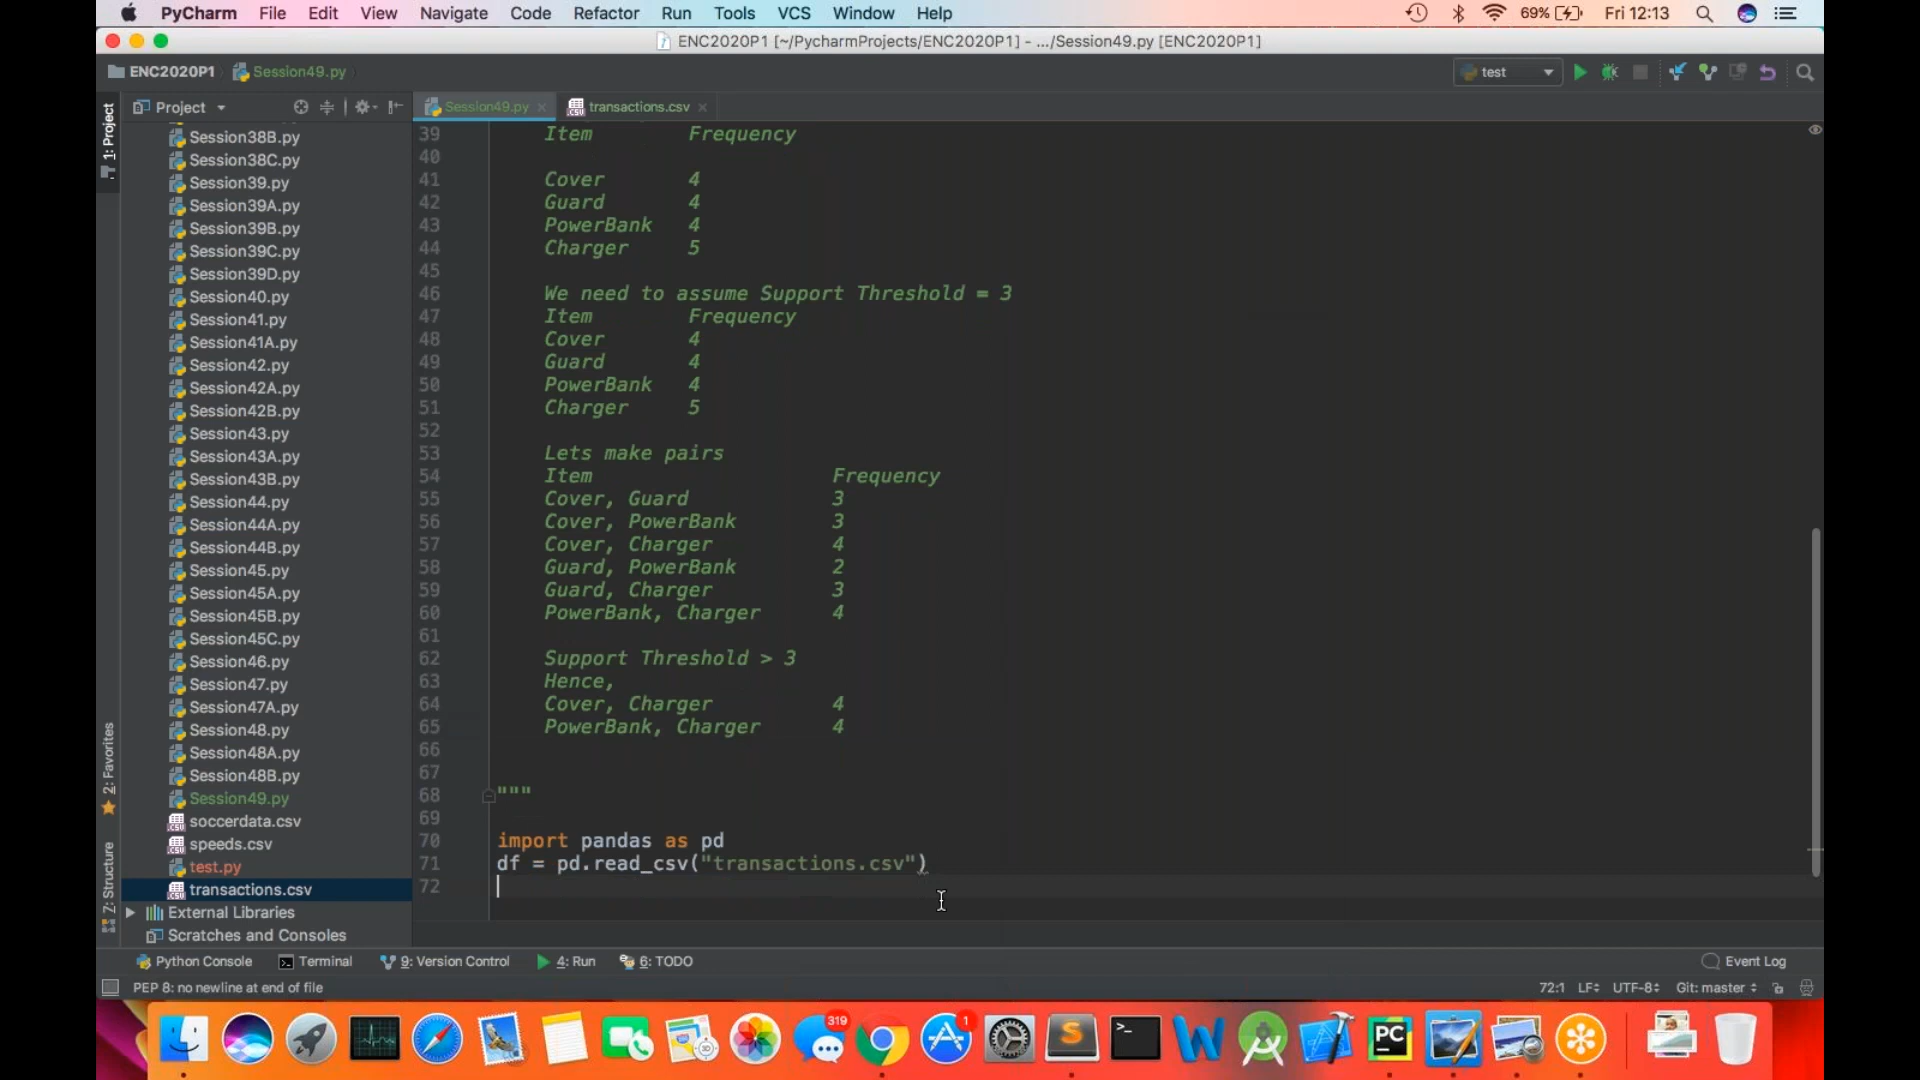 PyCharm File Edit View Navigate Code Refactor Run Tools VCS Window Help 69% Fri 12:13
ENC2020P1 [~/PycharmProjects/ENC2020P1] - .../Session49.py [ENC2020P1]
ENC2020P1 Session49.py test
Project Session49.py transactions.csv
1: Project
2: Favorites
Z: Structure
Session38B.py
Session38C.py
Session39.py
Session39A.py
Session39B.py
Session39C.py
Session39D.py
Session40.py
Session41.py
Session41A.py
Session42.py
Session42A.py
Session42B.py
Session43.py
Session43A.py
Session43B.py
Session44.py
Session44A.py
Session44B.py
Session45.py
Session45A.py
Session45B.py
Session45C.py
Session46.py
Session47.py
Session47A.py
Session48.py
Session48A.py
Session48B.py
Session49.py
soccerdata.csv
speeds.csv
test.py
transactions.csv
External Libraries
Scratches and Consoles
39 Item Frequency
40
41 Cover 4
42 Guard 4
43 PowerBank 4
44 Charger 5
45
46 We need to assume Support Threshold = 3
47 Item Frequency
48 Cover 4
49 Guard 4
50 PowerBank 4
51 Charger 5
52
53 Lets make pairs
54 Item Frequency
55 Cover, Guard 3
56 Cover, PowerBank 3
57 Cover, Charger 4
58 Guard, PowerBank 2
59 Guard, Charger 3
60 PowerBank, Charger 4
61
62 Support Threshold > 3
63 Hence,
64 Cover, Charger 4
65 PowerBank, Charger 4
66
67
68 """
69
70 import pandas as pd
71 df = pd.read_csv("transactions.csv")
72
Python Console Terminal 9: Version Control 4: Run 6: TODO Event Log
PEP 8: no newline at end of file 72:1 LF UTF-8 Git: master
319 1
PC